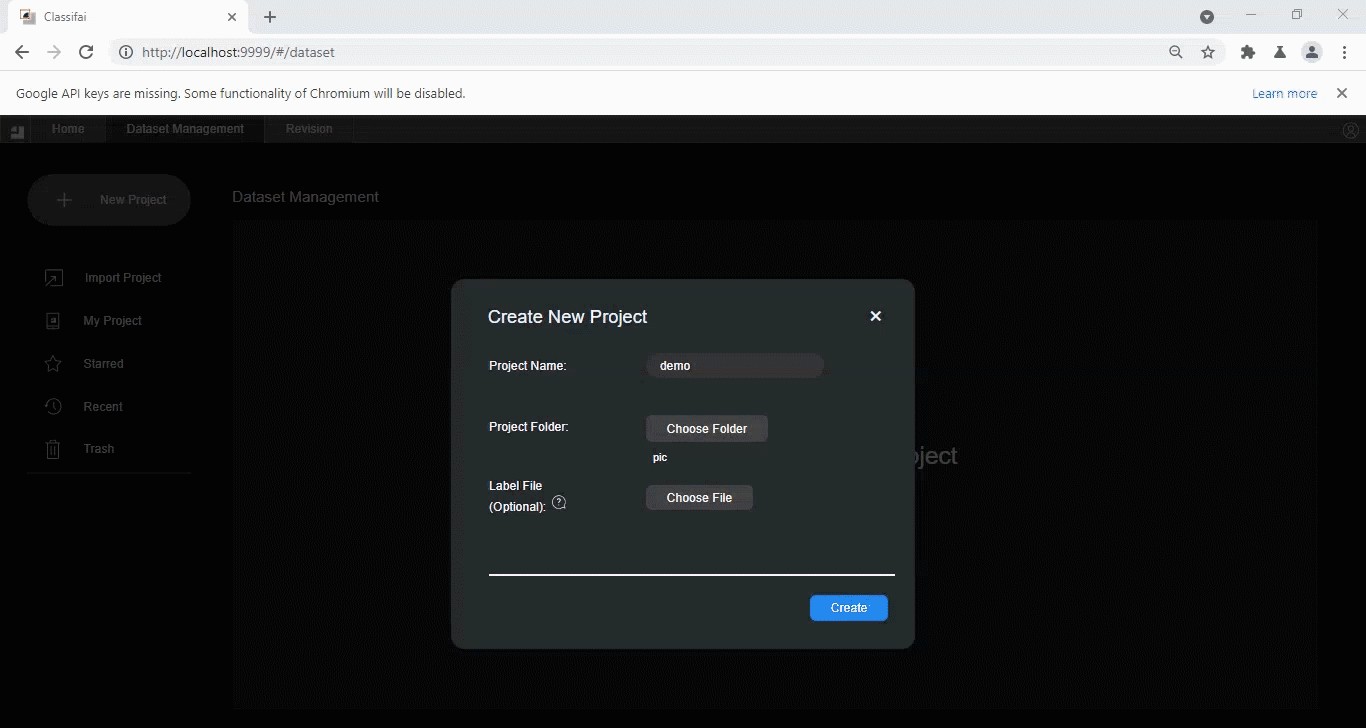 Classifai
http://localhost:9999/#/dataset
Google API keys are missing. Some functionality of Chromium will be disabled.
Learn more
Home
Dataset Management
Revision
New Project
Dataset Management
Import Project
My Project
Starred
Recent
Trash
Create New Project
Project Name:
demo
Project Folder:
Choose Folder
pic
Label File
(Optional):
Choose File
Create